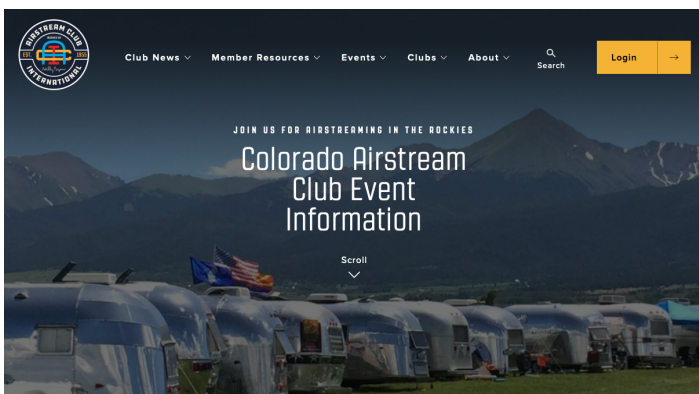 AIRSTREAM CLUB
EST. 1955
INTERNATIONAL
Club News
Member Resources
Events
Clubs
About
Search
Login
JOIN US FOR AIRSTREAMING IN THE ROCKIES
Colorado Airstream
Club Event
Information
Scroll